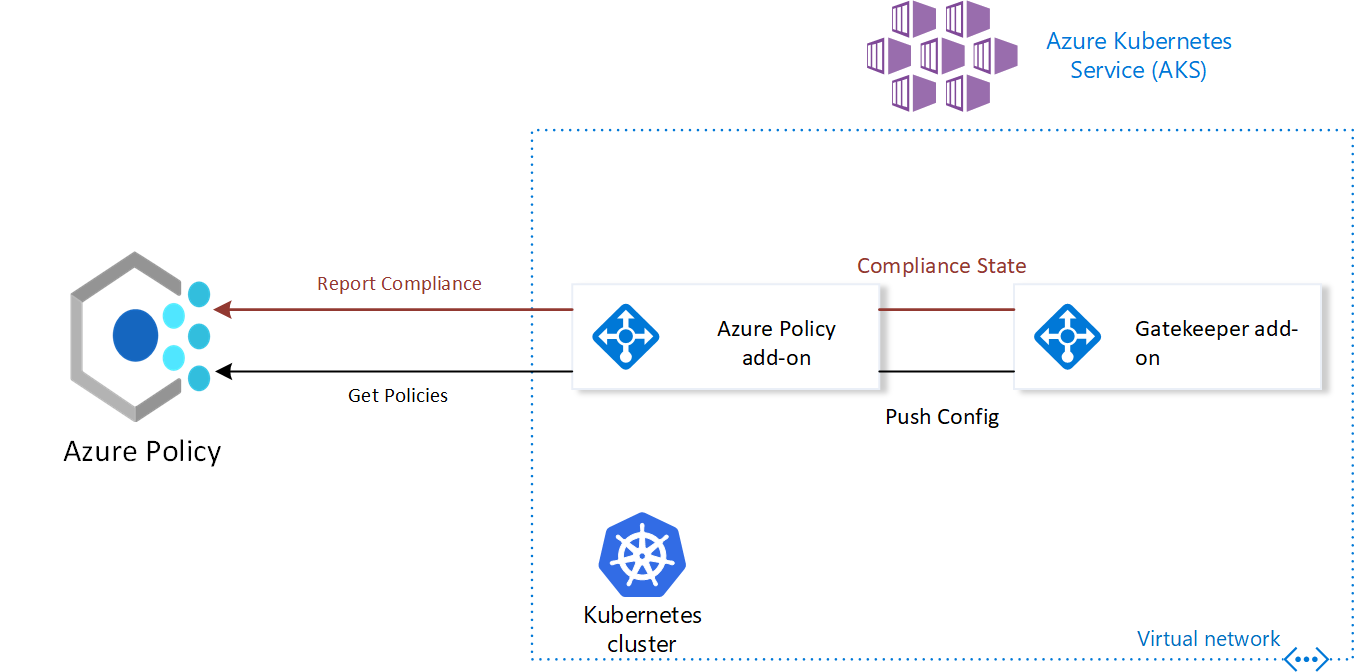 Azure Kubernetes
Service (AKS)
Compliance State
Report Compliance
Azure Policy
add-on
Gatekeeper add-
on
Get Policies
Push Config
Azure Policy
Kubernetes
cluster
Virtual network